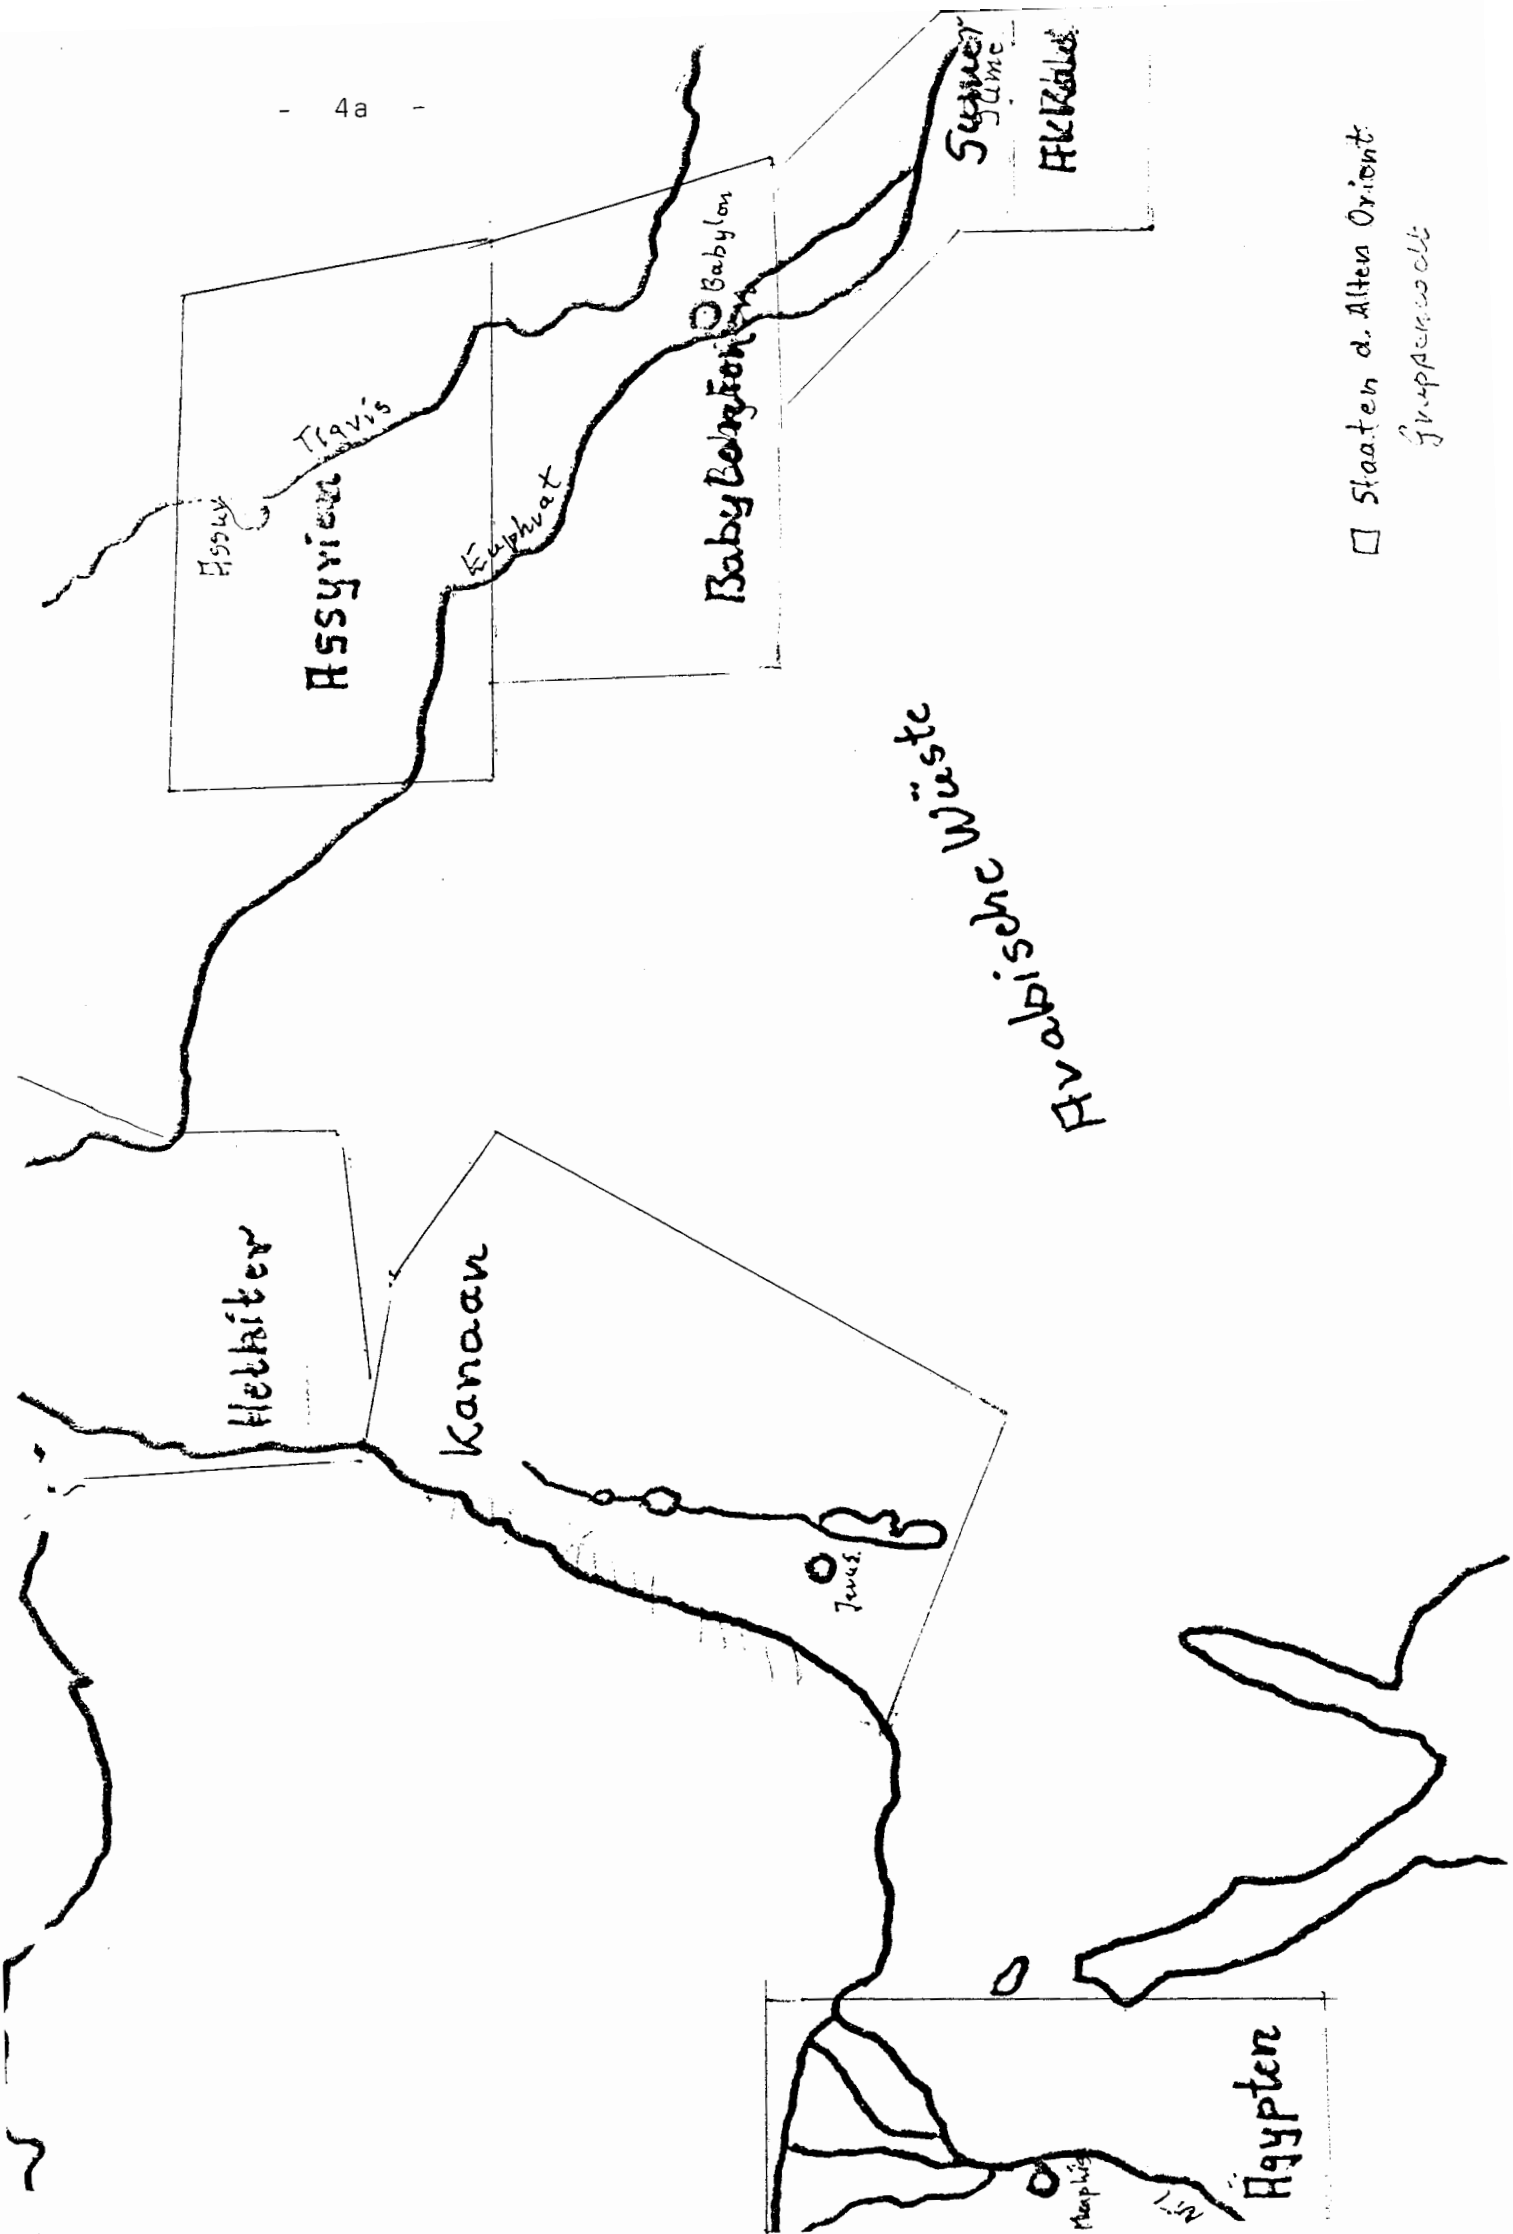 - 4a -
Hethiter
Kanaan
Jerus.
Ägypten
Memphis
Nil
Arabische Wüste
Assur
Tigris
Assyrien
Euphrat
Babylon
Babylonien
Sumer
Akkad
□ Staaten d. Alten Orient